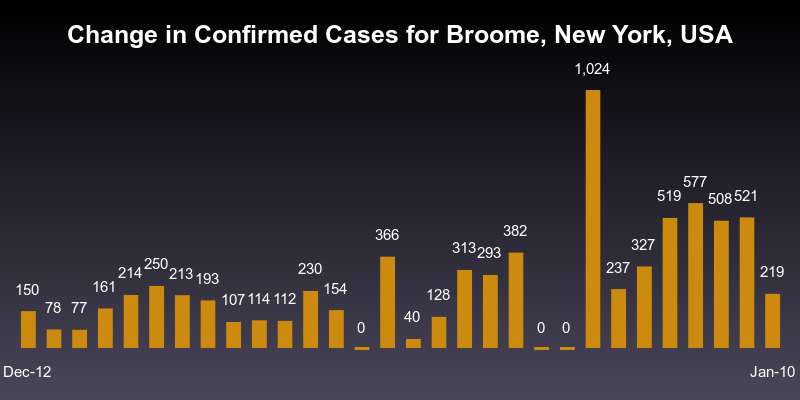 Change in Confirmed Cases for Broome, New York, USA
1,024
150 78 77 161 214 250 213 193 107 114 112 230 154 0 366 40 128 313 293 382 0 0 237 327 519 577 508 521 219
Dec-12 Jan-10